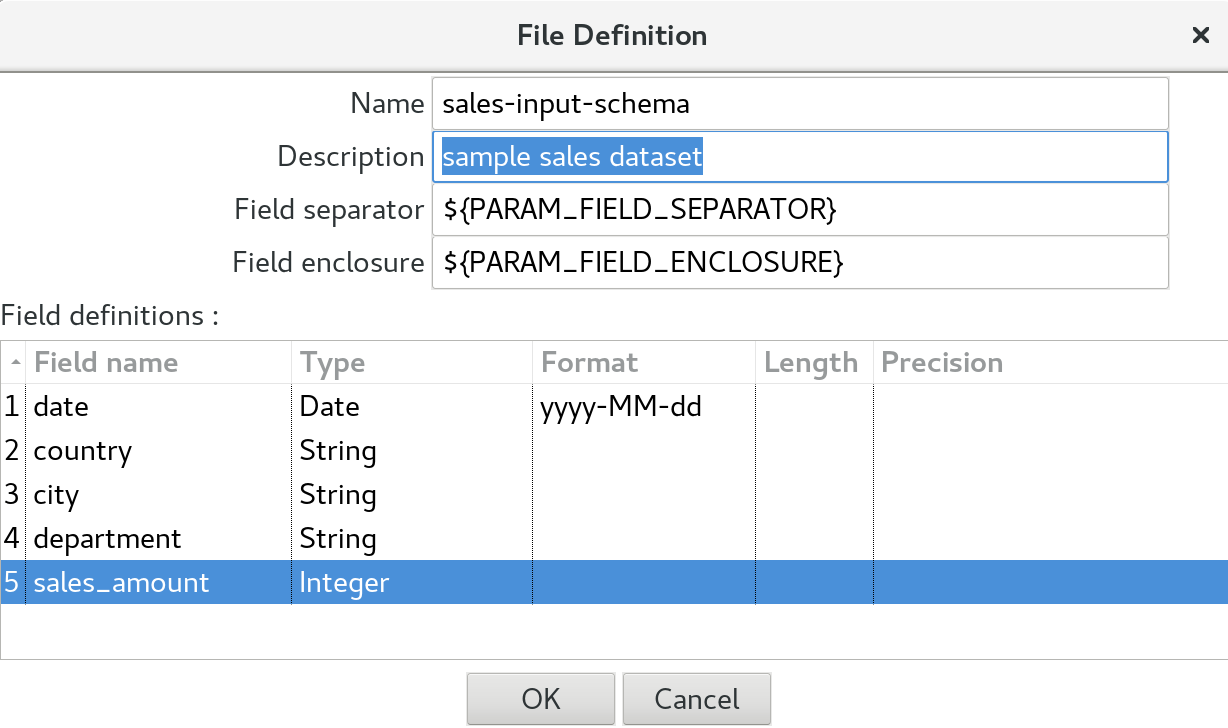 File Definition
Name sales-input-schema
Description sample sales dataset
Field separator ${PARAM_FIELD_SEPARATOR}
Field enclosure ${PARAM_FIELD_ENCLOSURE}
Field definitions :
Field name Type Format Length Precision
1 date Date yyyy-MM-dd
2 country String
3 city String
4 department String
5 sales_amount Integer
OK Cancel